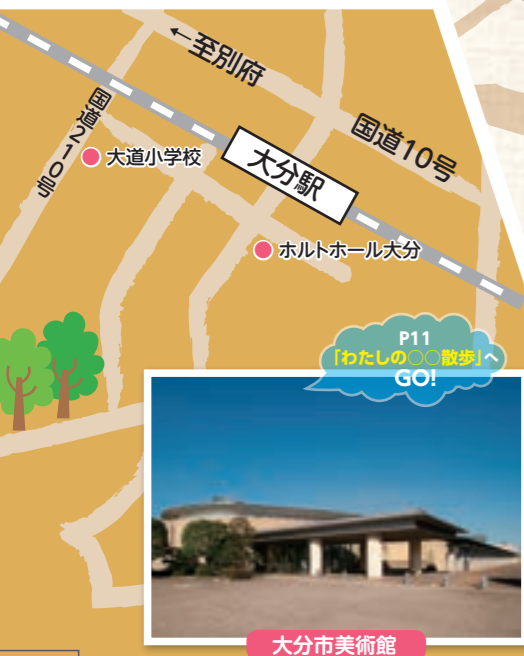 ←至別府
国道10号
国道210号
大道小学校
大分駅
ホルトホール大分
P11
「わたしの○○散歩」へ
GO!
大分市美術館